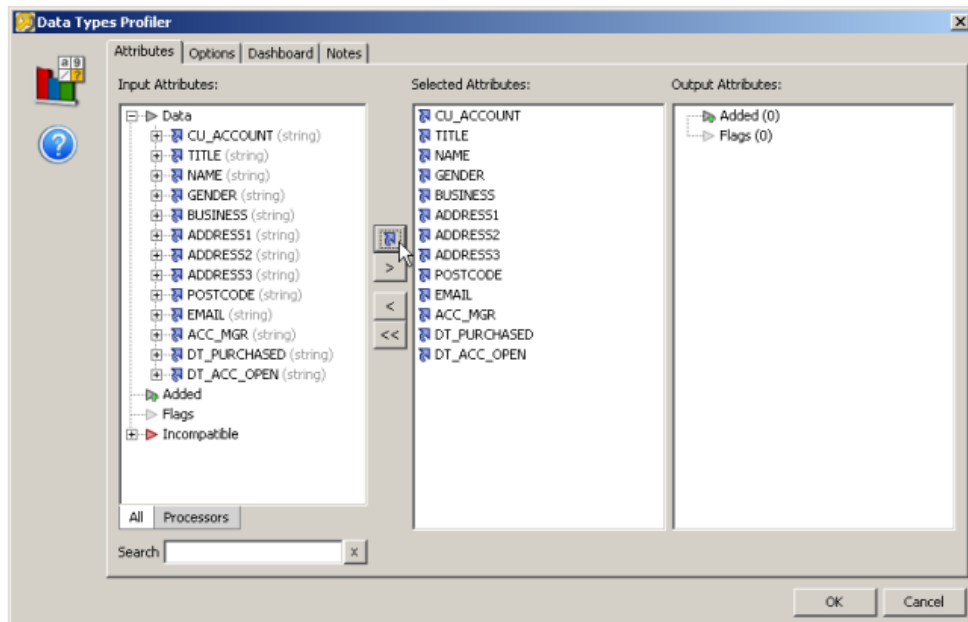 Data Types Profiler
Attributes Options Dashboard Notes
Input Attributes:
Data
CU_ACCOUNT (string)
TITLE (string)
NAME (string)
GENDER (string)
BUSINESS (string)
ADDRESS1 (string)
ADDRESS2 (string)
ADDRESS3 (string)
POSTCODE (string)
EMAIL (string)
ACC_MGR (string)
DT_PURCHASED (string)
DT_ACC_OPEN (string)
Added
Flags
Incompatible
All Processors
Search x
>
<
<<
Selected Attributes:
CU_ACCOUNT
TITLE
NAME
GENDER
BUSINESS
ADDRESS1
ADDRESS2
ADDRESS3
POSTCODE
EMAIL
ACC_MGR
DT_PURCHASED
DT_ACC_OPEN
Output Attributes:
Added (0)
Flags (0)
OK Cancel